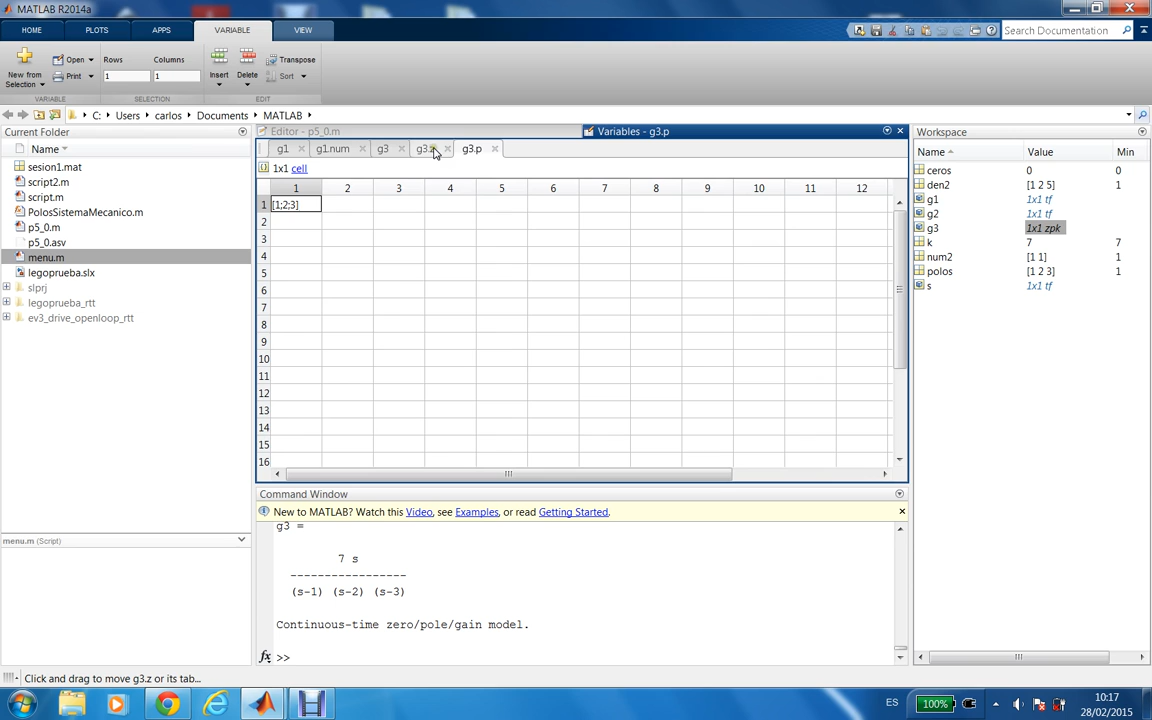 MATLAB R2014a
HOME PLOTS APPS VARIABLE VIEW
Search Documentation
New from Selection
Open
Print
Rows Columns
1 1
Insert Delete
Transpose
Sort
VARIABLE SELECTION EDIT
C: Users carlos Documents MATLAB
Current Folder
Name
sesion1.mat
script2.m
script.m
PolosSistemaMecanico.m
p5_0.m
p5_0.asv
menu.m
legoprueba.slx
slprj
legoprueba_rtt
ev3_drive_openloop_rtt
menu.m (Script)
Editor - p5_0.m Variables - g3.p
g1 g1.num g3 g3.p
1x1 cell
1 2 3 4 5 6 7 8 9 10 11 12
1 [1;2;3]
2
3
4
5
6
7
8
9
10
11
12
13
14
15
16
Command Window
New to MATLAB? Watch this Video, see Examples, or read Getting Started.
g3 =
7 s
-----------------
(s-1) (s-2) (s-3)
Continuous-time zero/pole/gain model.
fx >>
Workspace
Name Value Min
ceros 0 0
den2 [1 2 5] 1
g1 1x1 tf
g2 1x1 tf
g3 1x1 zpk
k 7 7
num2 [1 1] 1
polos [1 2 3] 1
s 1x1 tf
Click and drag to move g3.z or its tab...
ES 100% 10:17
28/02/2015